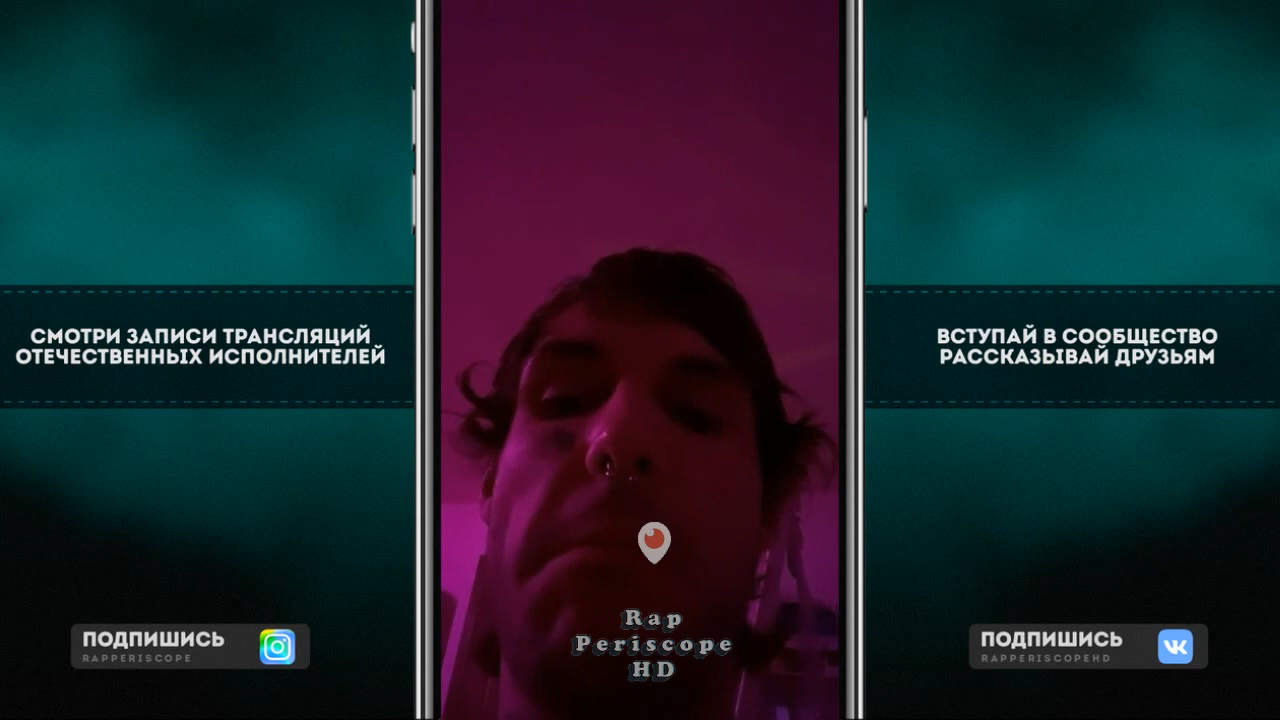 СМОТРИ ЗАПИСИ ТРАНСЛЯЦИЙ
ОТЕЧЕСТВЕННЫХ ИСПОЛНИТЕЛЕЙ
ПОДПИШИСЬ
RAPPERISCOPE
Rap
Periscope
HD
ВСТУПАЙ В СООБЩЕСТВО
РАССКАЗЫВАЙ ДРУЗЬЯМ
ПОДПИШИСЬ
RAPPERISCOPEHD